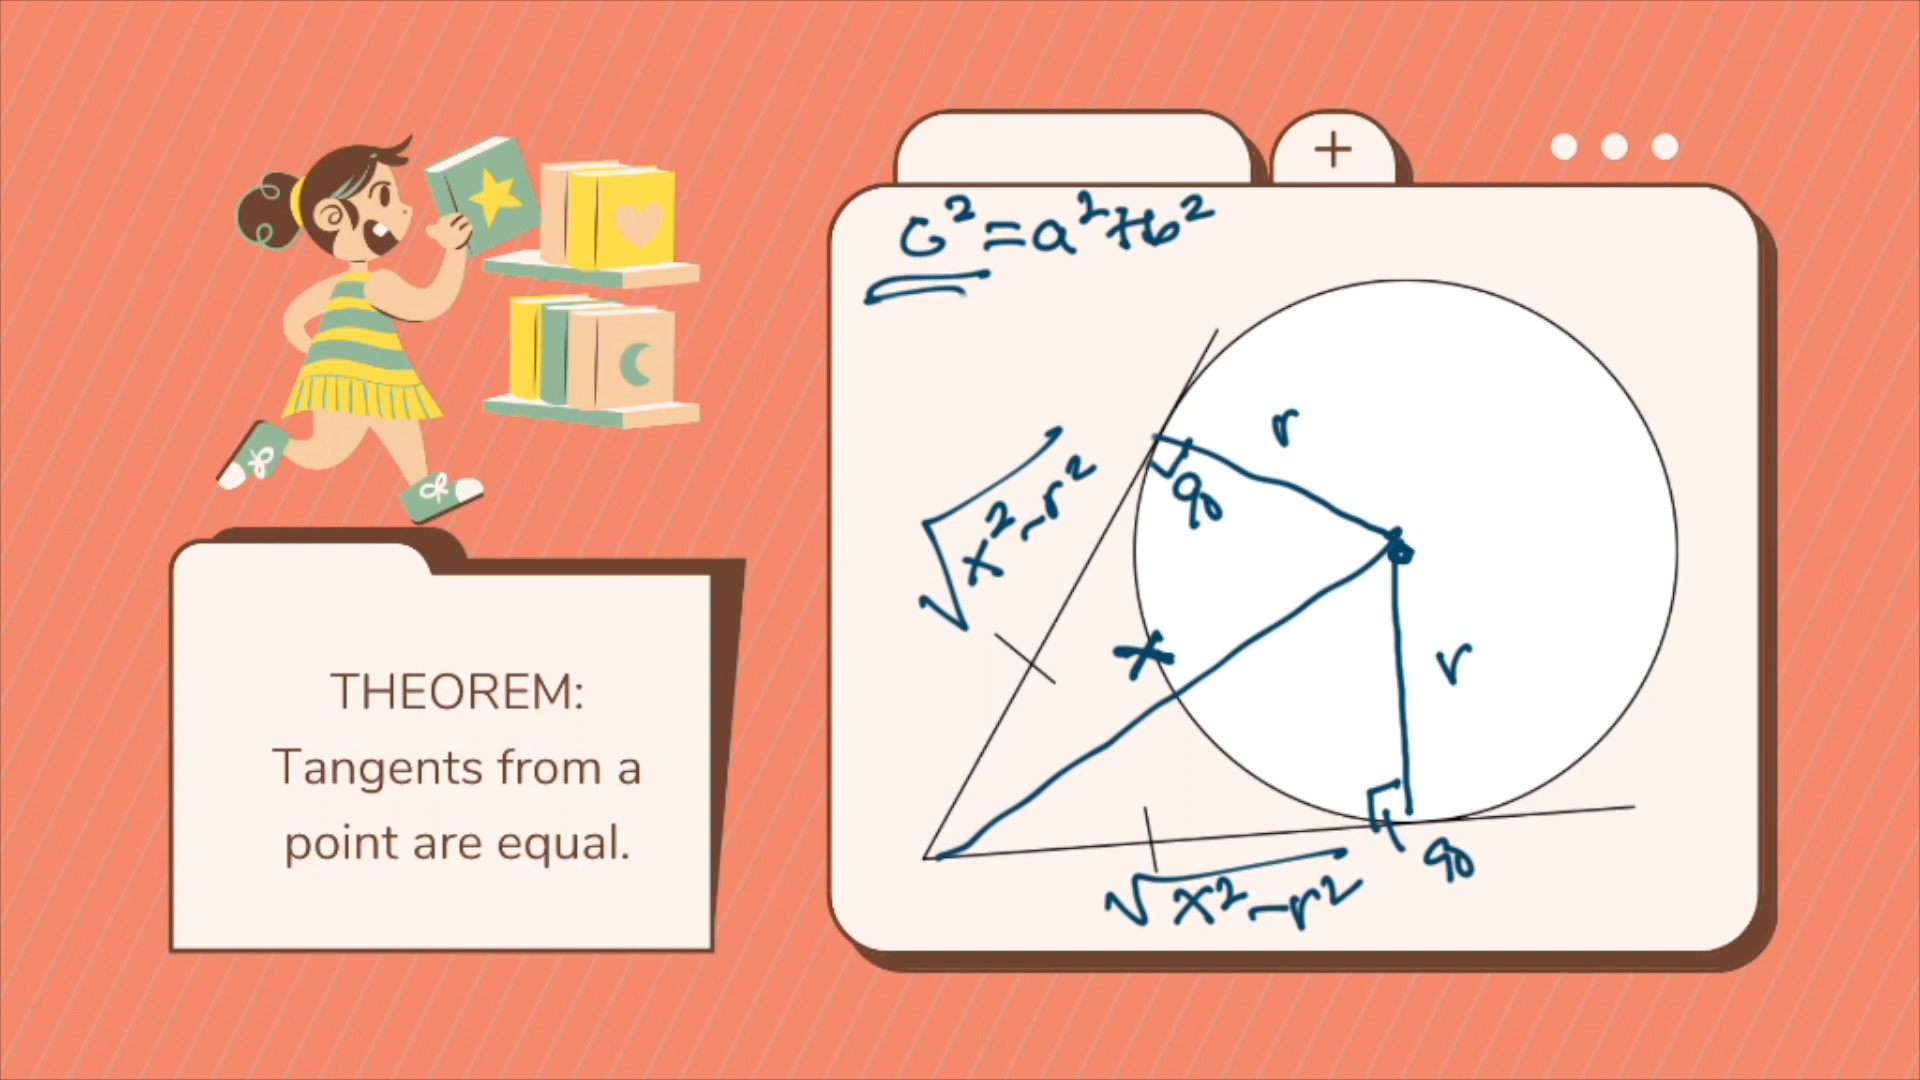 THEOREM:
Tangents from a
point are equal.
+
c²=a²+b²
r
90
√x²-r²
x
r
90
√x²-r²